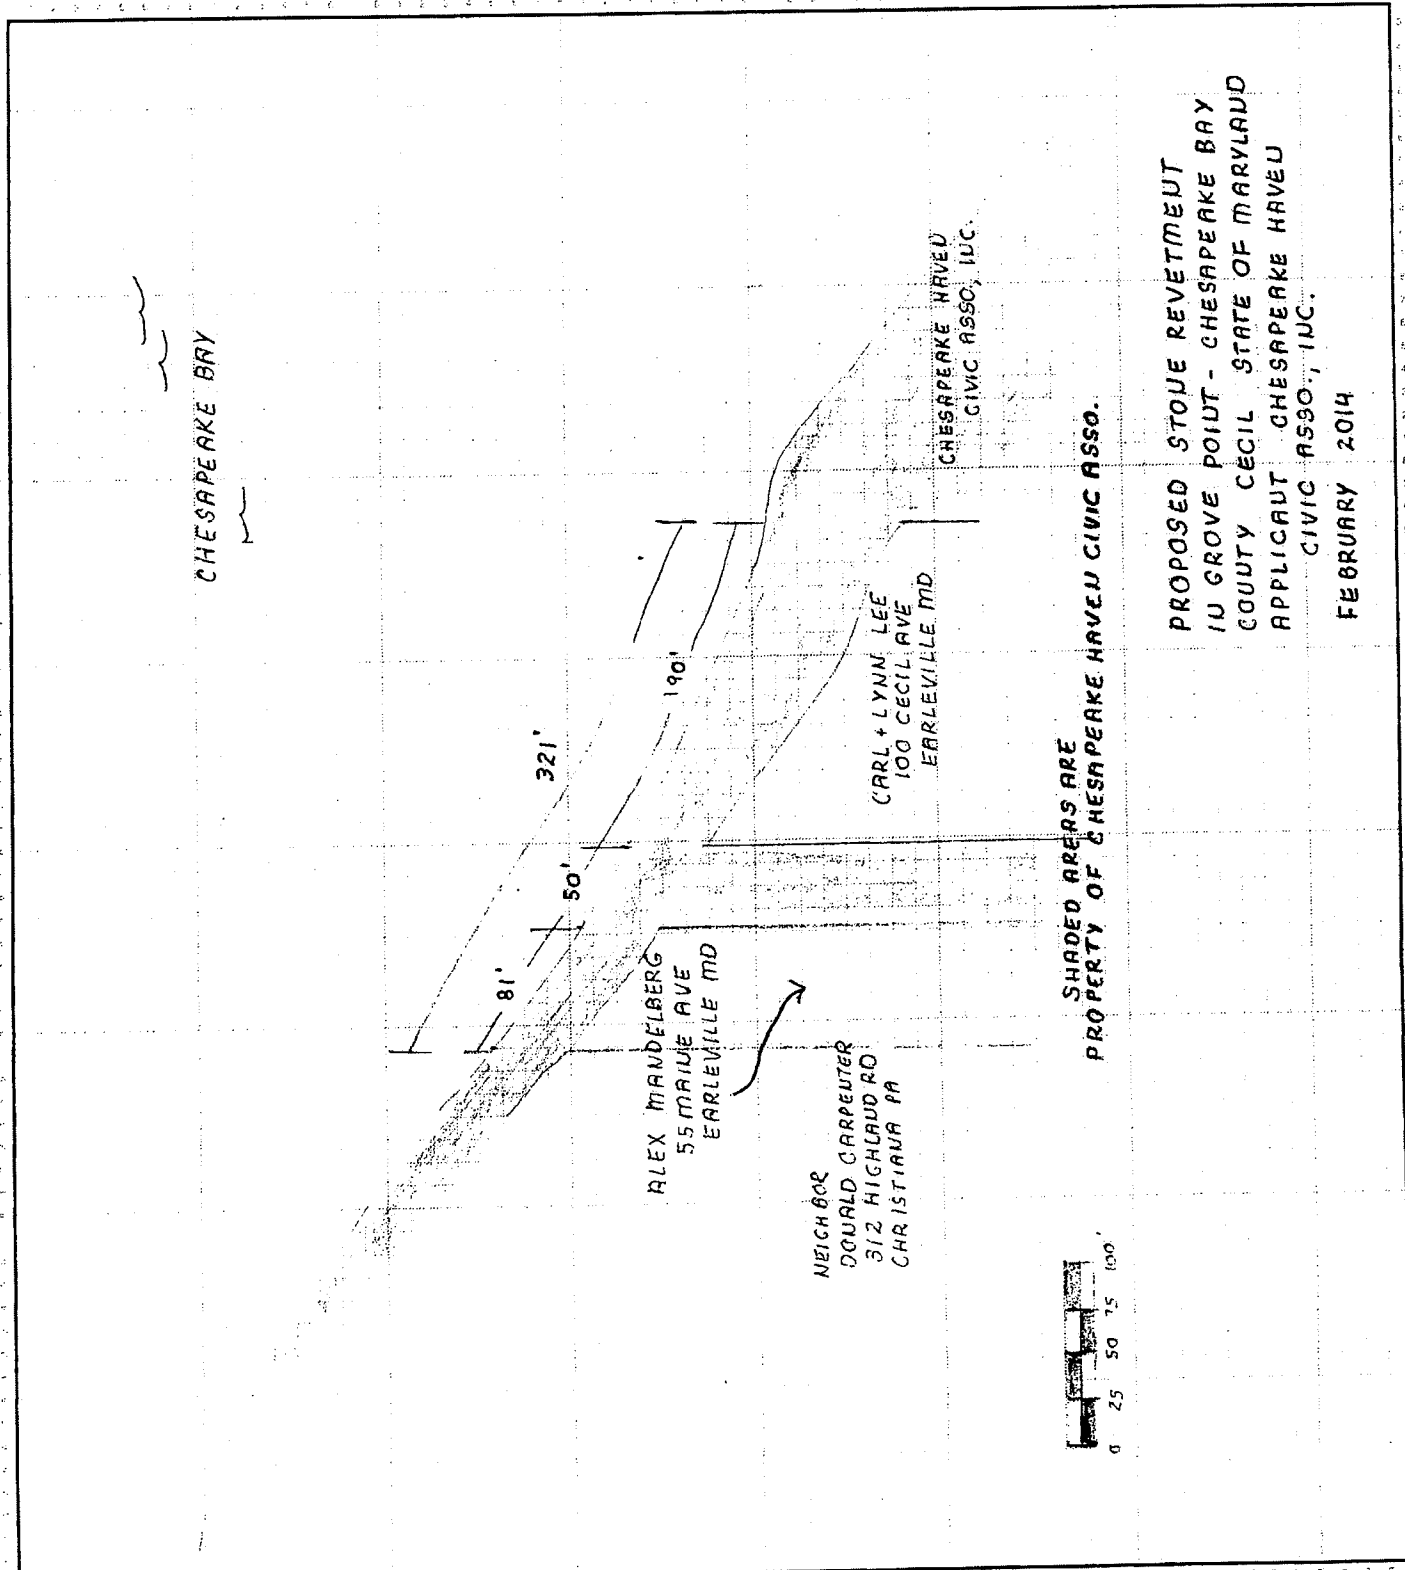 CHESAPEAKE BAY
321'
190'
50'
81'
CHESAPEAKE HAVEN
CIVIC ASSO, INC.
CARL + LYNN LEE
100 CECIL AVE
EARLEVILLE MD
ALEX MANDELBERG
55 MAINE AVE
EARLEVILLE MD
NEIGHBOR
DONALD CARPENTER
312 HIGHLAND RD
CHRISTIANA PA
SHADED AREAS ARE
PROPERTY OF CHESAPEAKE HAVEN CIVIC ASSO.
0 25 50 75 100'
PROPOSED STONE REVETMENT
IN GROVE POINT - CHESAPEAKE BAY
COUNTY CECIL STATE OF MARYLAND
APPLICANT CHESAPEAKE HAVEN
CIVIC ASSO., INC.
FEBRUARY 2014